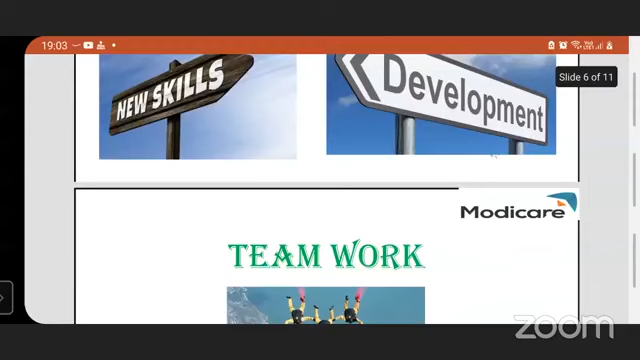 19:03
Slide 6 of 11
NEW SKILLS
Development
Modicare
TEAM WORK
zoom